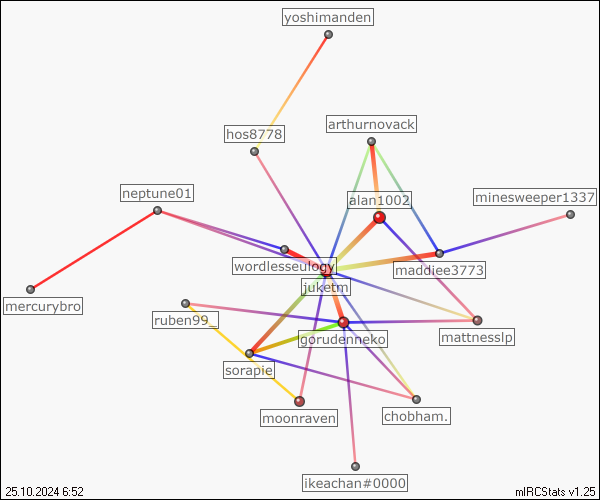 yoshimanden
arthurnovack
hos8778
neptune01
alan1002
minesweeper1337
wordlesseulogy
maddiee3773
juketm
mercurybro
ruben99_
gorudenneko
mattnesslp
sorapie
moonraven
chobham.
ikeachan#0000
25.10.2024 6:52
mIRCStats v1.25